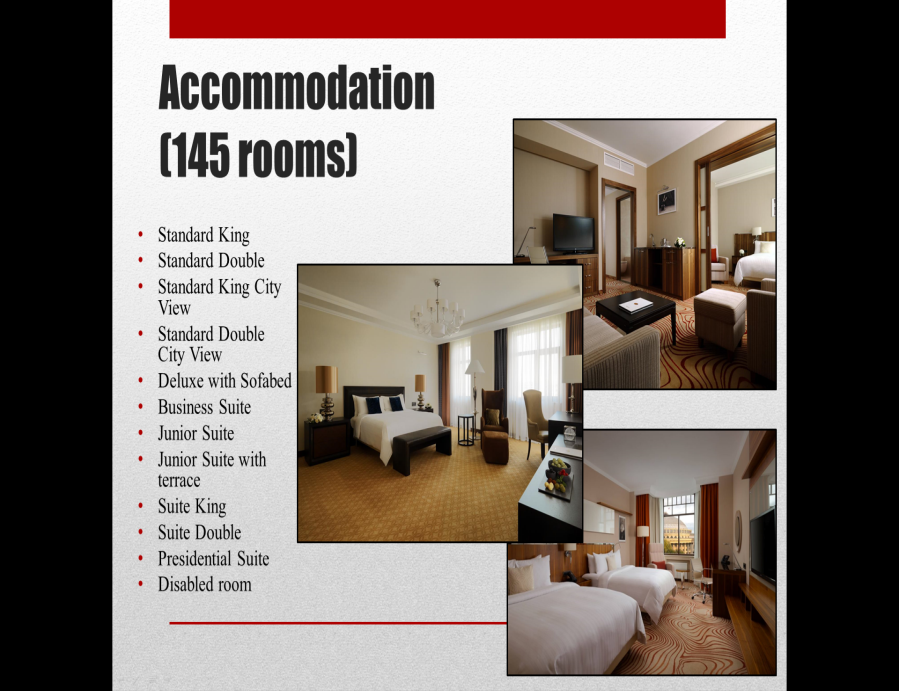 Accommodation
(145 rooms)
• Standard King
• Standard Double
• Standard King City
View
• Standard Double
City View
• Deluxe with Sofabed
• Business Suite
• Junior Suite
• Junior Suite with
terrace
• Suite King
• Suite Double
• Presidential Suite
• Disabled room